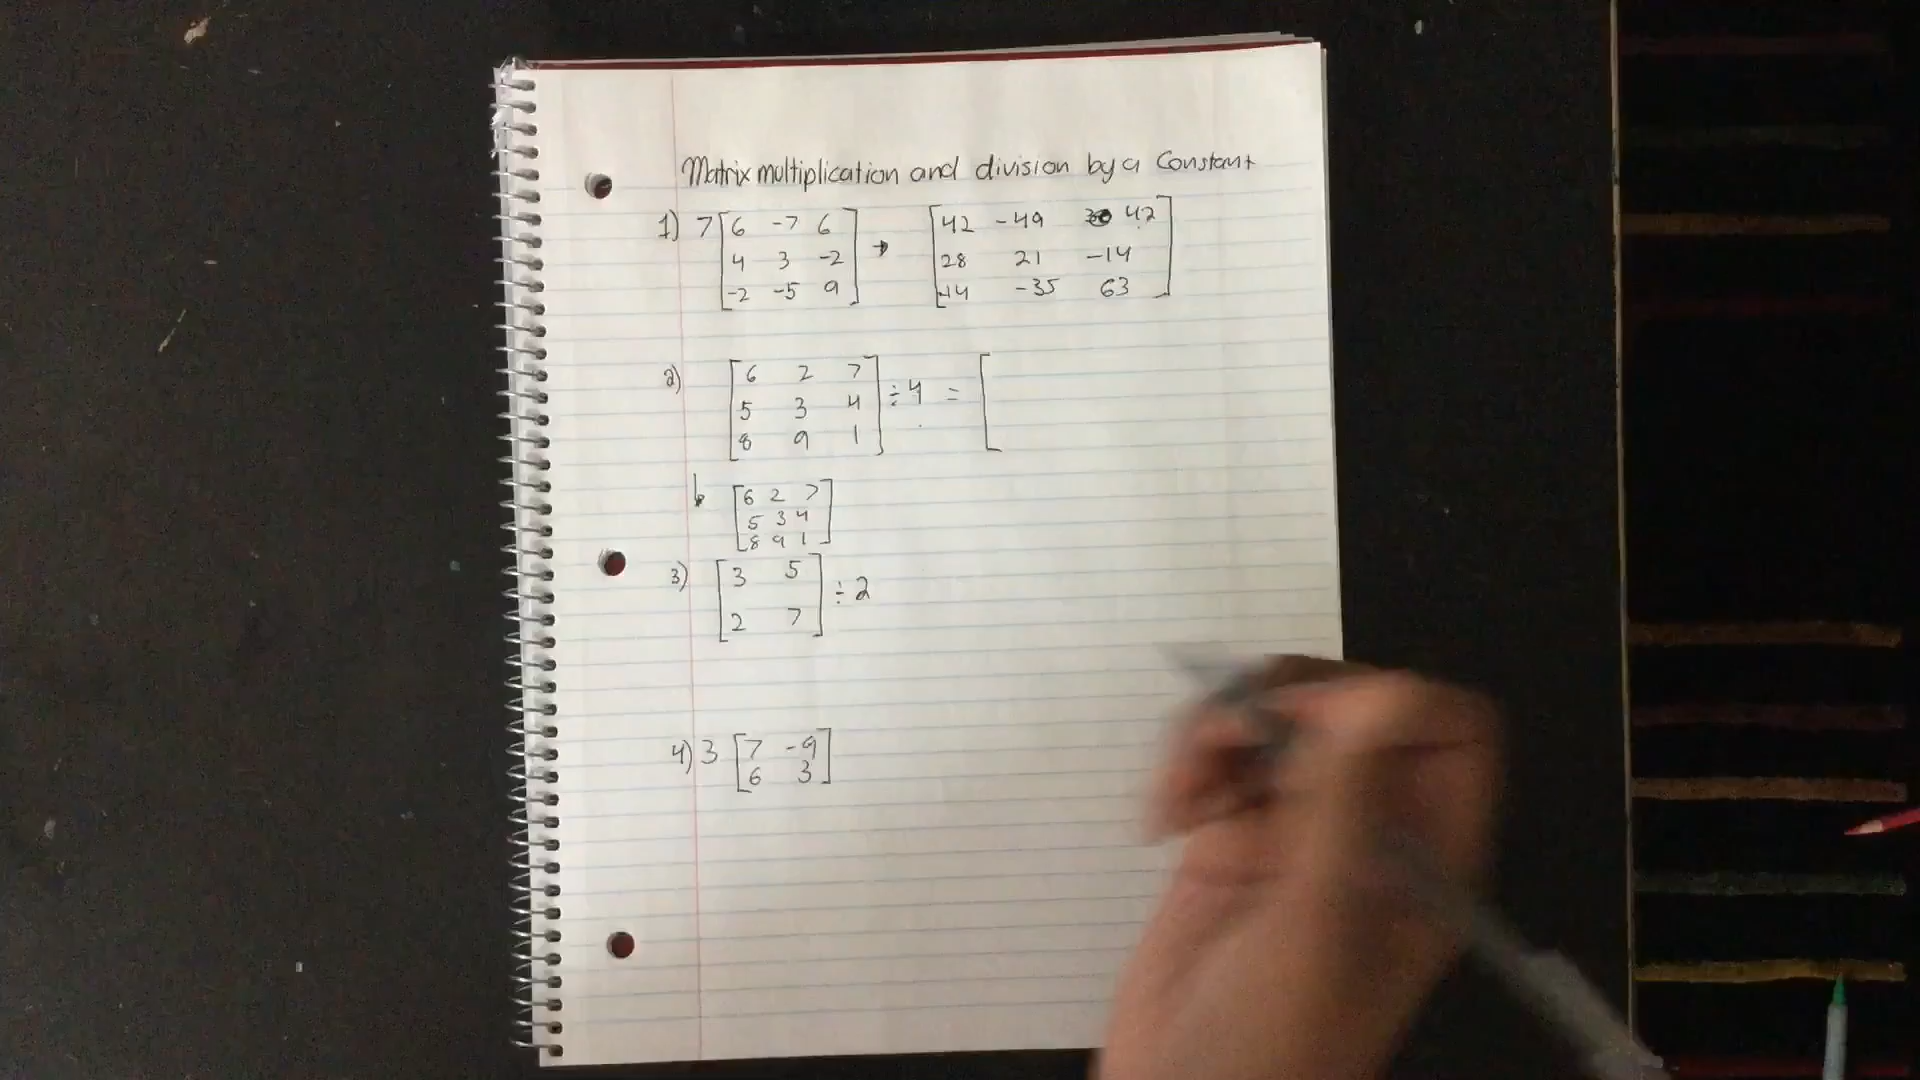 Matrix multiplication and division by a Constant
1) 7 [6 -7 6 → [42 -49 42
4 3 -2 28 21 -14
-2 -5 9] -14 -35 63]
2) [6 2 7
5 3 4 ÷ 4 = [
8 9 1]
[6 2 7
5 3 4
8 9 1]
3) [3 5
÷ 2
2 7]
4) 3 [7 -9
6 3]